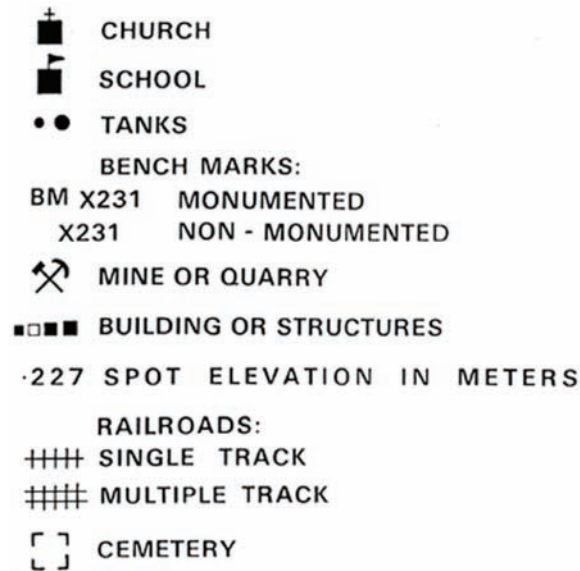 CHURCH
SCHOOL
TANKS
BENCH MARKS:
BM X231 MONUMENTED
X231 NON - MONUMENTED
MINE OR QUARRY
BUILDING OR STRUCTURES
·227 SPOT ELEVATION IN METERS
RAILROADS:
SINGLE TRACK
MULTIPLE TRACK
CEMETERY